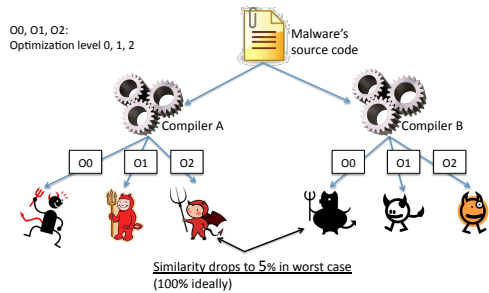 O0, O1, O2:
Optimization level 0, 1, 2
Malware's
source code
Compiler A
Compiler B
O0
O1
O2
O0
O1
O2
Similarity drops to 5% in worst case
(100% ideally)